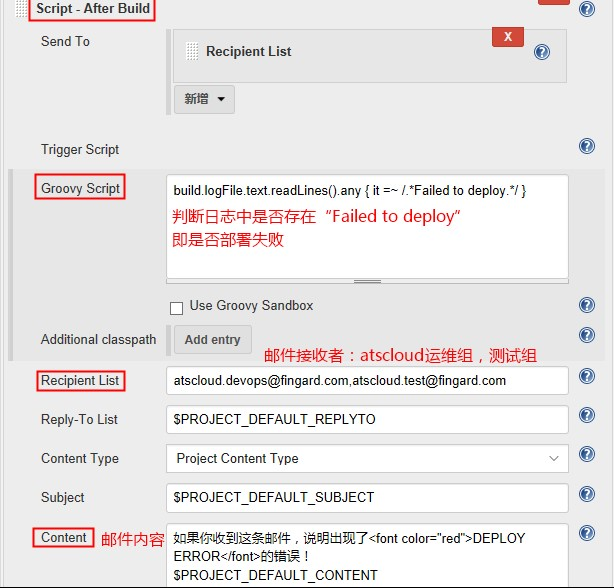 Script - After Build
Send To
X
Recipient List
新增
Trigger Script
Groovy Script
build.logFile.text.readLines().any { it =~ /.*Failed to deploy.*/ }
判断日志中是否存在“Failed to deploy”
即是否部署失败
Use Groovy Sandbox
Additional classpath
Add entry
邮件接收者：atscloud运维组，测试组
Recipient List
atscloud.devops@fingard.com,atscloud.test@fingard.com
Reply-To List
$PROJECT_DEFAULT_REPLYTO
Content Type
Project Content Type
Subject
$PROJECT_DEFAULT_SUBJECT
Content
邮件内容
如果你收到这条邮件，说明出现了<font color="red">DEPLOY
ERROR</font>的错误！
$PROJECT_DEFAULT_CONTENT